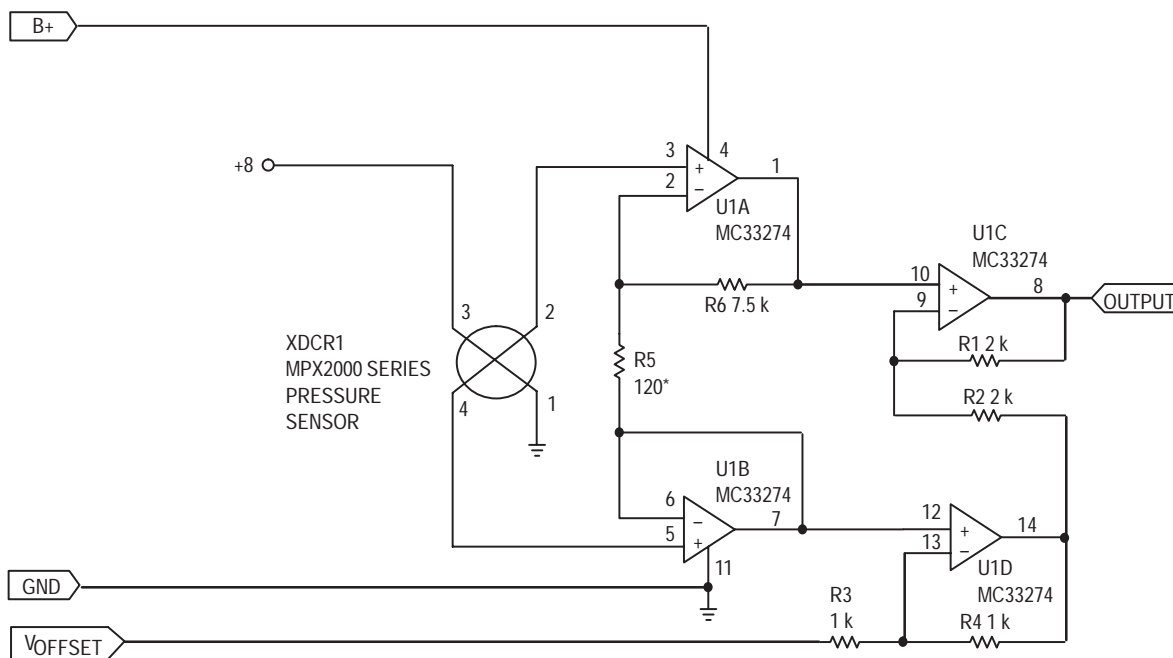 B+
+8
3
4
1
2
U1A
MC33274
U1C
MC33274
10
8
9
OUTPUT
R6 7.5 k
3
2
XDCR1
MPX2000 SERIES
PRESSURE
SENSOR
4
1
R5
120*
R1 2 k
R2 2 k
U1B
MC33274
6
7
5
11
12
14
13
U1D
MC33274
GND
R3
1 k
R4 1 k
VOFFSET